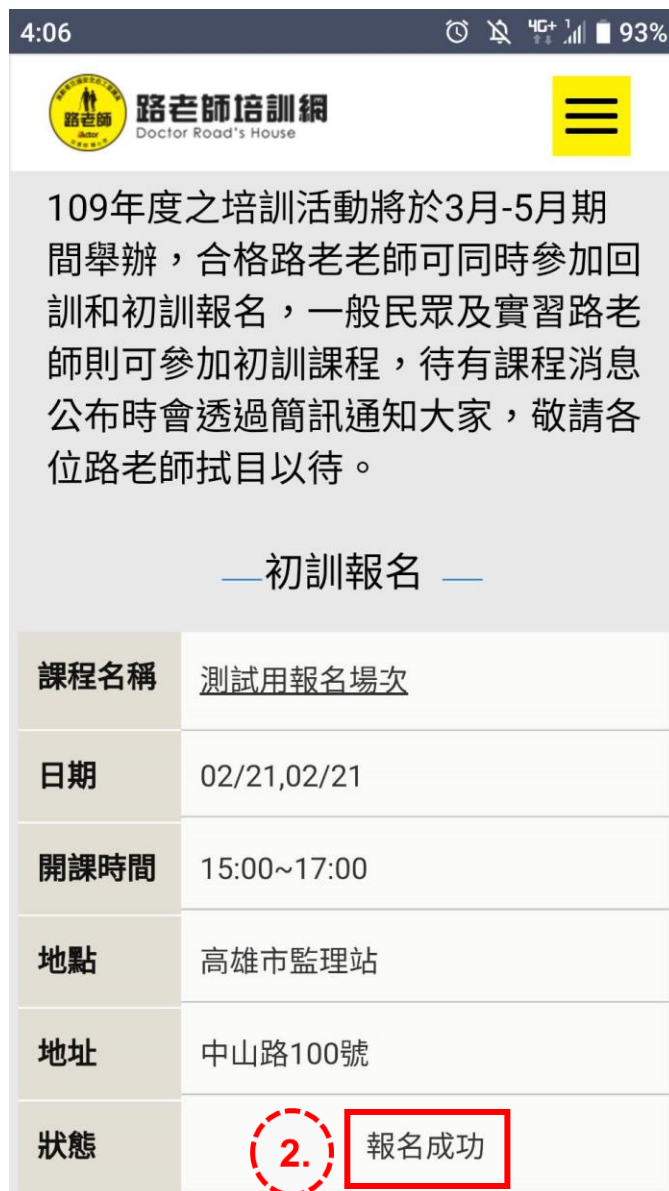 4:06 4G+ 93%
路老師
路老師培訓網
Doctor Road's House
109年度之培訓活動將於3月-5月期
間舉辦，合格路老老師可同時參加回
訓和初訓報名，一般民眾及實習路老
師則可參加初訓課程，待有課程消息
公布時會透過簡訊通知大家，敬請各
位路老師拭目以待。
初訓報名
課程名稱 測試用報名場次
日期 02/21,02/21
開課時間 15:00~17:00
地點 高雄市監理站
地址 中山路100號
狀態 2. 報名成功